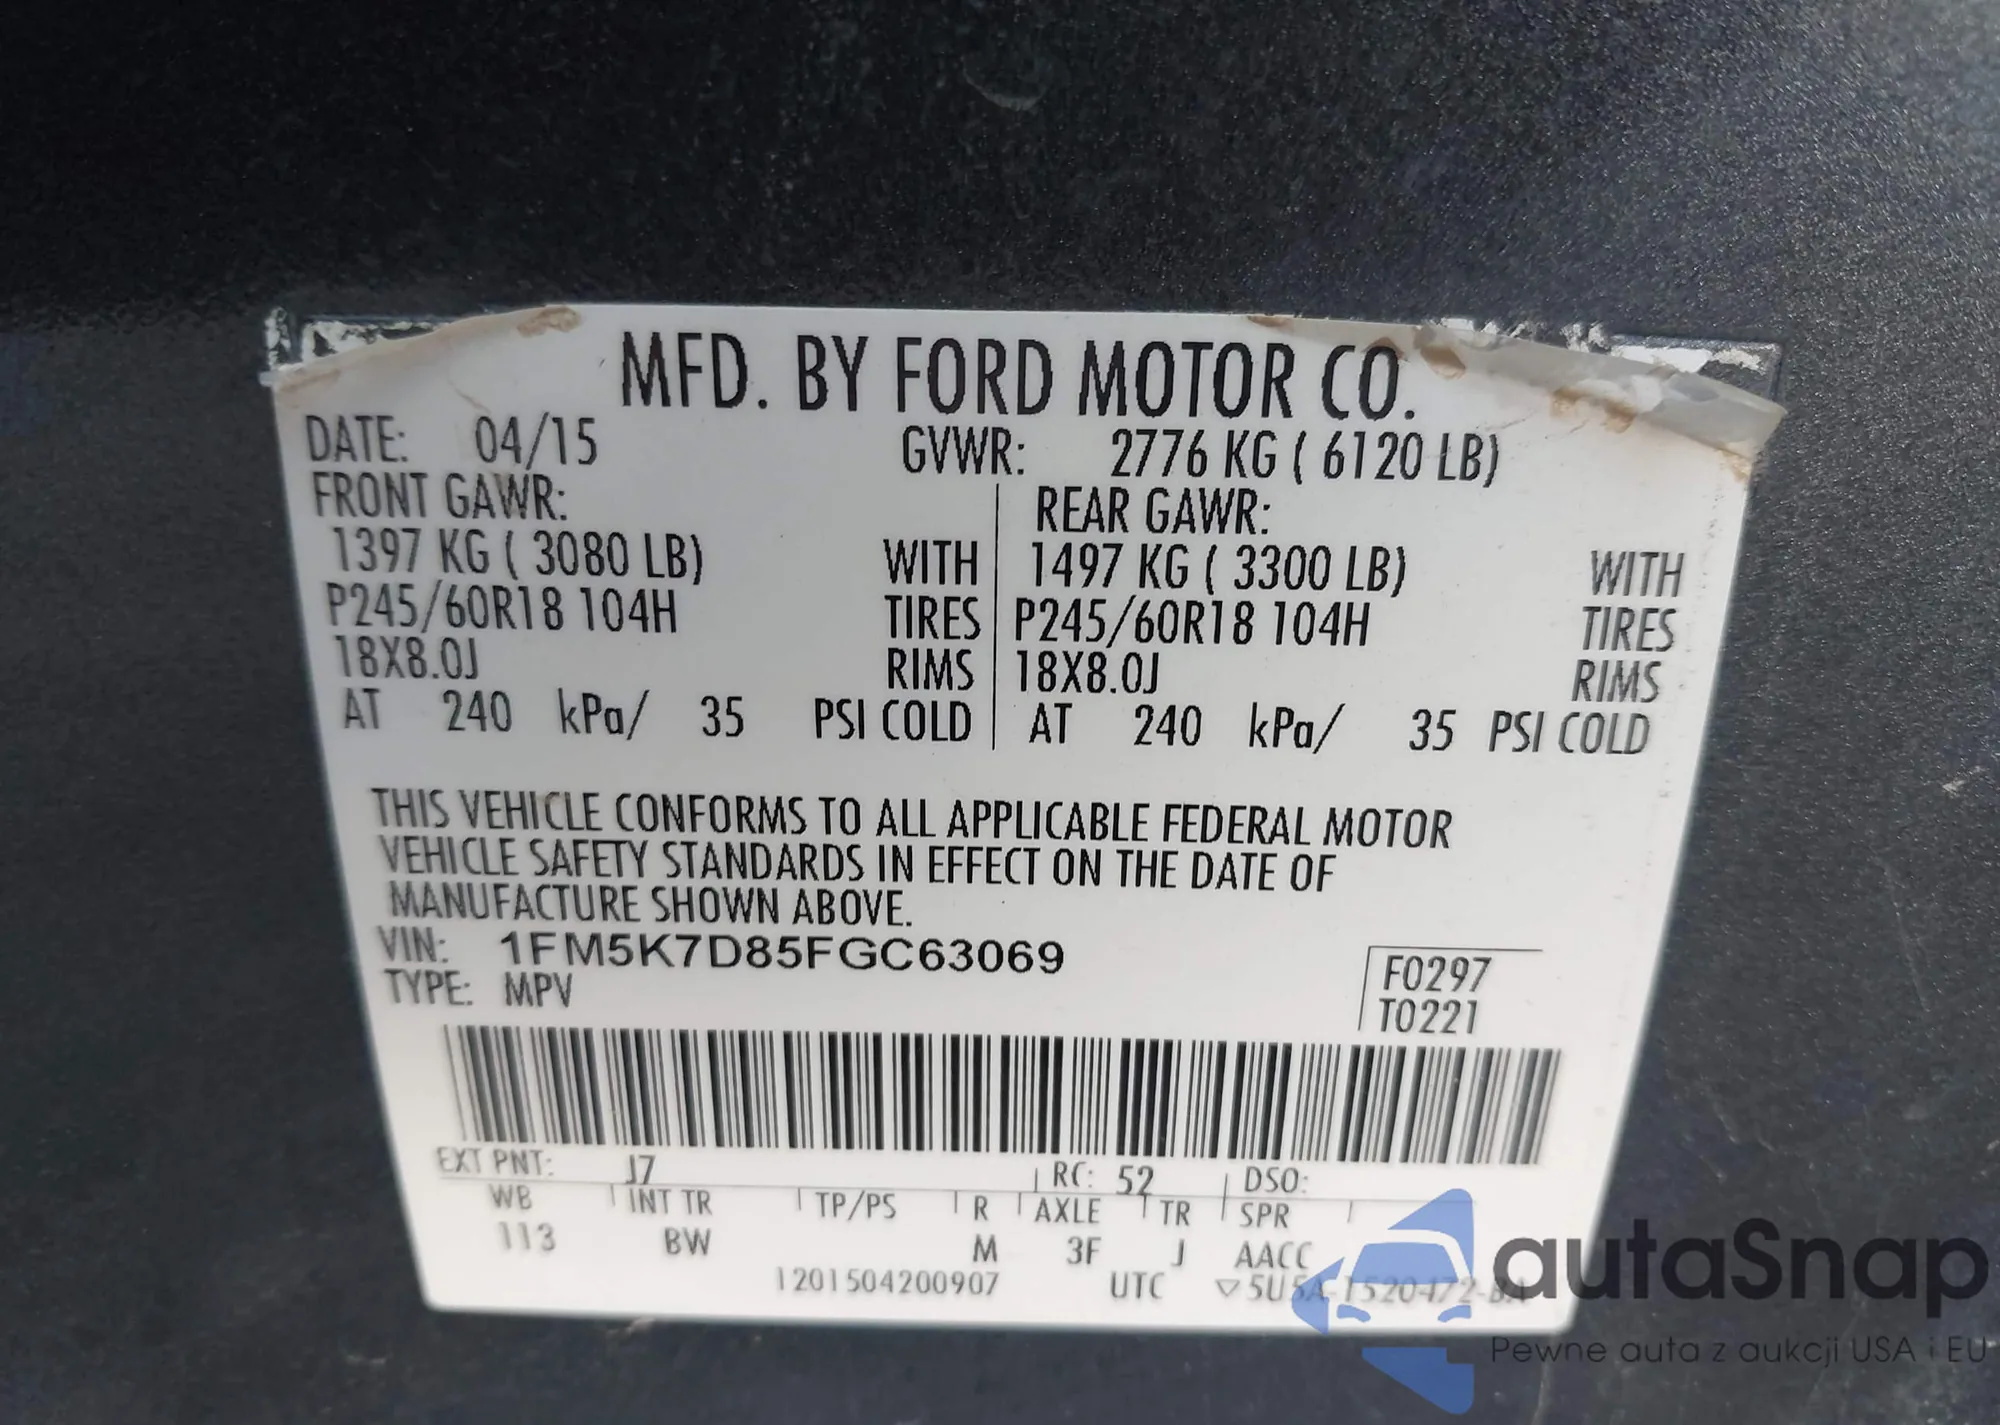 MFD. BY FORD MOTOR CO.
DATE: 04/15 GVWR: 2776 KG ( 6120 LB)
FRONT GAWR: REAR GAWR:
1397 KG ( 3080 LB) WITH 1497 KG ( 3300 LB) WITH
P245/60R18 104H TIRES P245/60R18 104H TIRES
18X8.0J RIMS 18X8.0J RIMS
AT 240 kPa/ 35 PSI COLD AT 240 kPa/ 35 PSI COLD
THIS VEHICLE CONFORMS TO ALL APPLICABLE FEDERAL MOTOR
VEHICLE SAFETY STANDARDS IN EFFECT ON THE DATE OF
MANUFACTURE SHOWN ABOVE.
VIN: 1FM5K7D85FGC63069
TYPE: MPV
F0297
T0221
EXT PNT: J7 RC: 52 DSO:
WB INT TR TP/PS R AXLE TR SPR
113 BW M 3F J AACC
1201504200907 UTC ▽5U5A-1520472-BA
autaSnap
Pewne auta z aukcji USA i EU